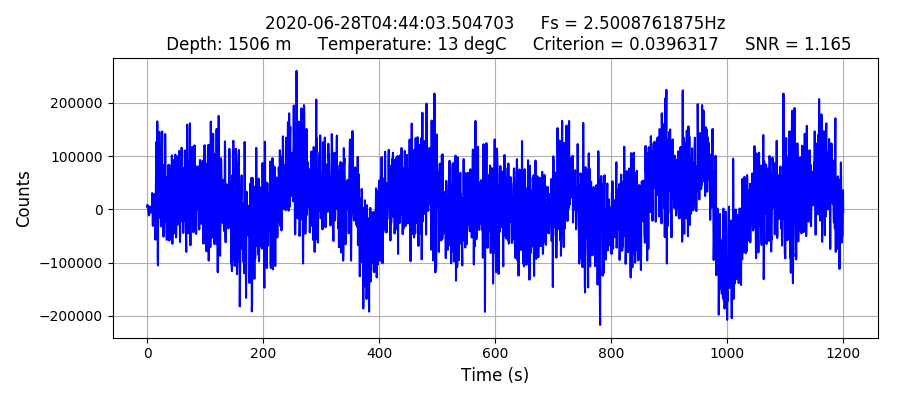 2020-06-28T04:44:03.504703 Fs = 2.5008761875Hz
Depth: 1506 m Temperature: 13 degC Criterion = 0.0396317 SNR = 1.165
Counts
200000
100000
0
−100000
−200000
0 200 400 600 800 1000 1200
Time (s)